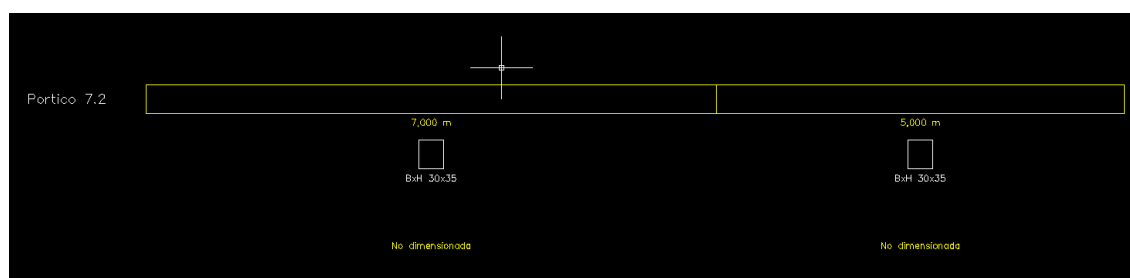 Portico 7.2
7,000 m
5,000 m
BxH 30x35
BxH 30x35
No dimensionada
No dimensionada